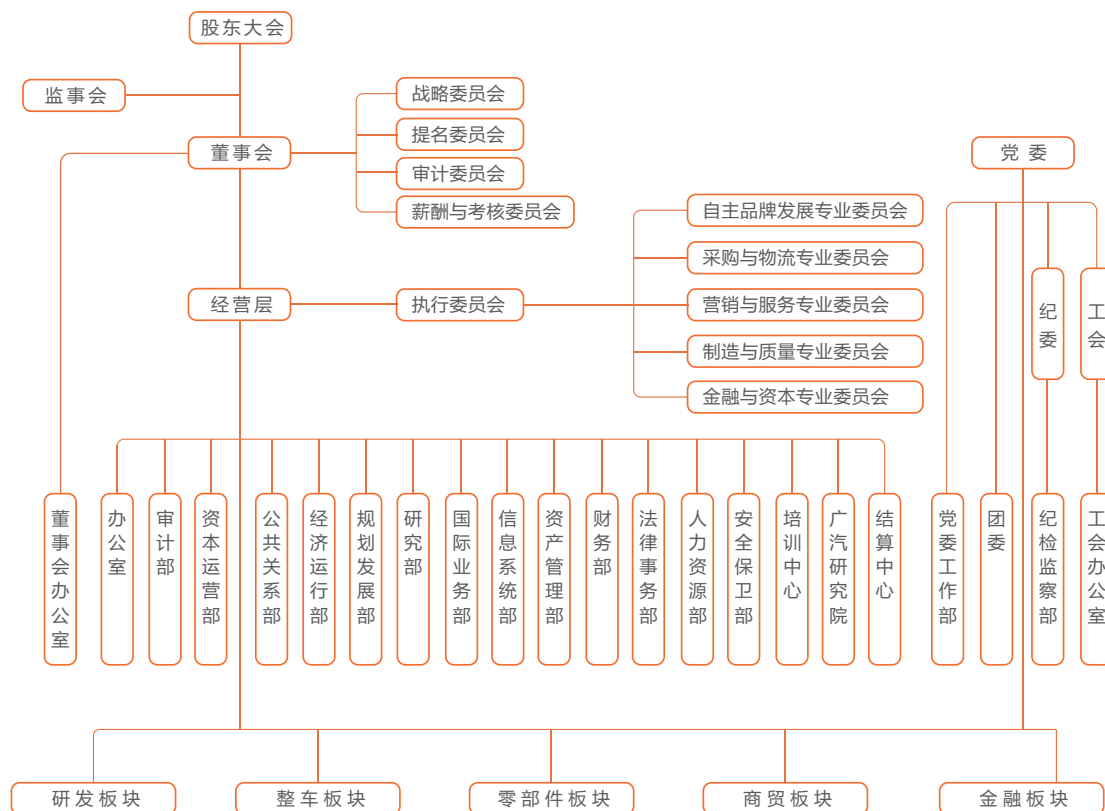 股东大会
监事会
战略委员会
提名委员会
董事会
党委
审计委员会
薪酬与考核委员会
自主品牌发展专业委员会
采购与物流专业委员会
经营层
执行委员会
营销与服务专业委员会
纪委
工会
制造与质量专业委员会
金融与资本专业委员会
董事会办公室
办公室
审计部
资本运营部
公共关系部
经济运行部
规划发展部
研究部
国际业务部
信息系统部
资产管理部
财务部
法律事务部
人力资源部
安全保卫部
培训中心
广汽研究院
结算中心
党委工作部
团委
纪检监察部
工会办公室
研发板块
整车板块
零部件板块
商贸板块
金融板块